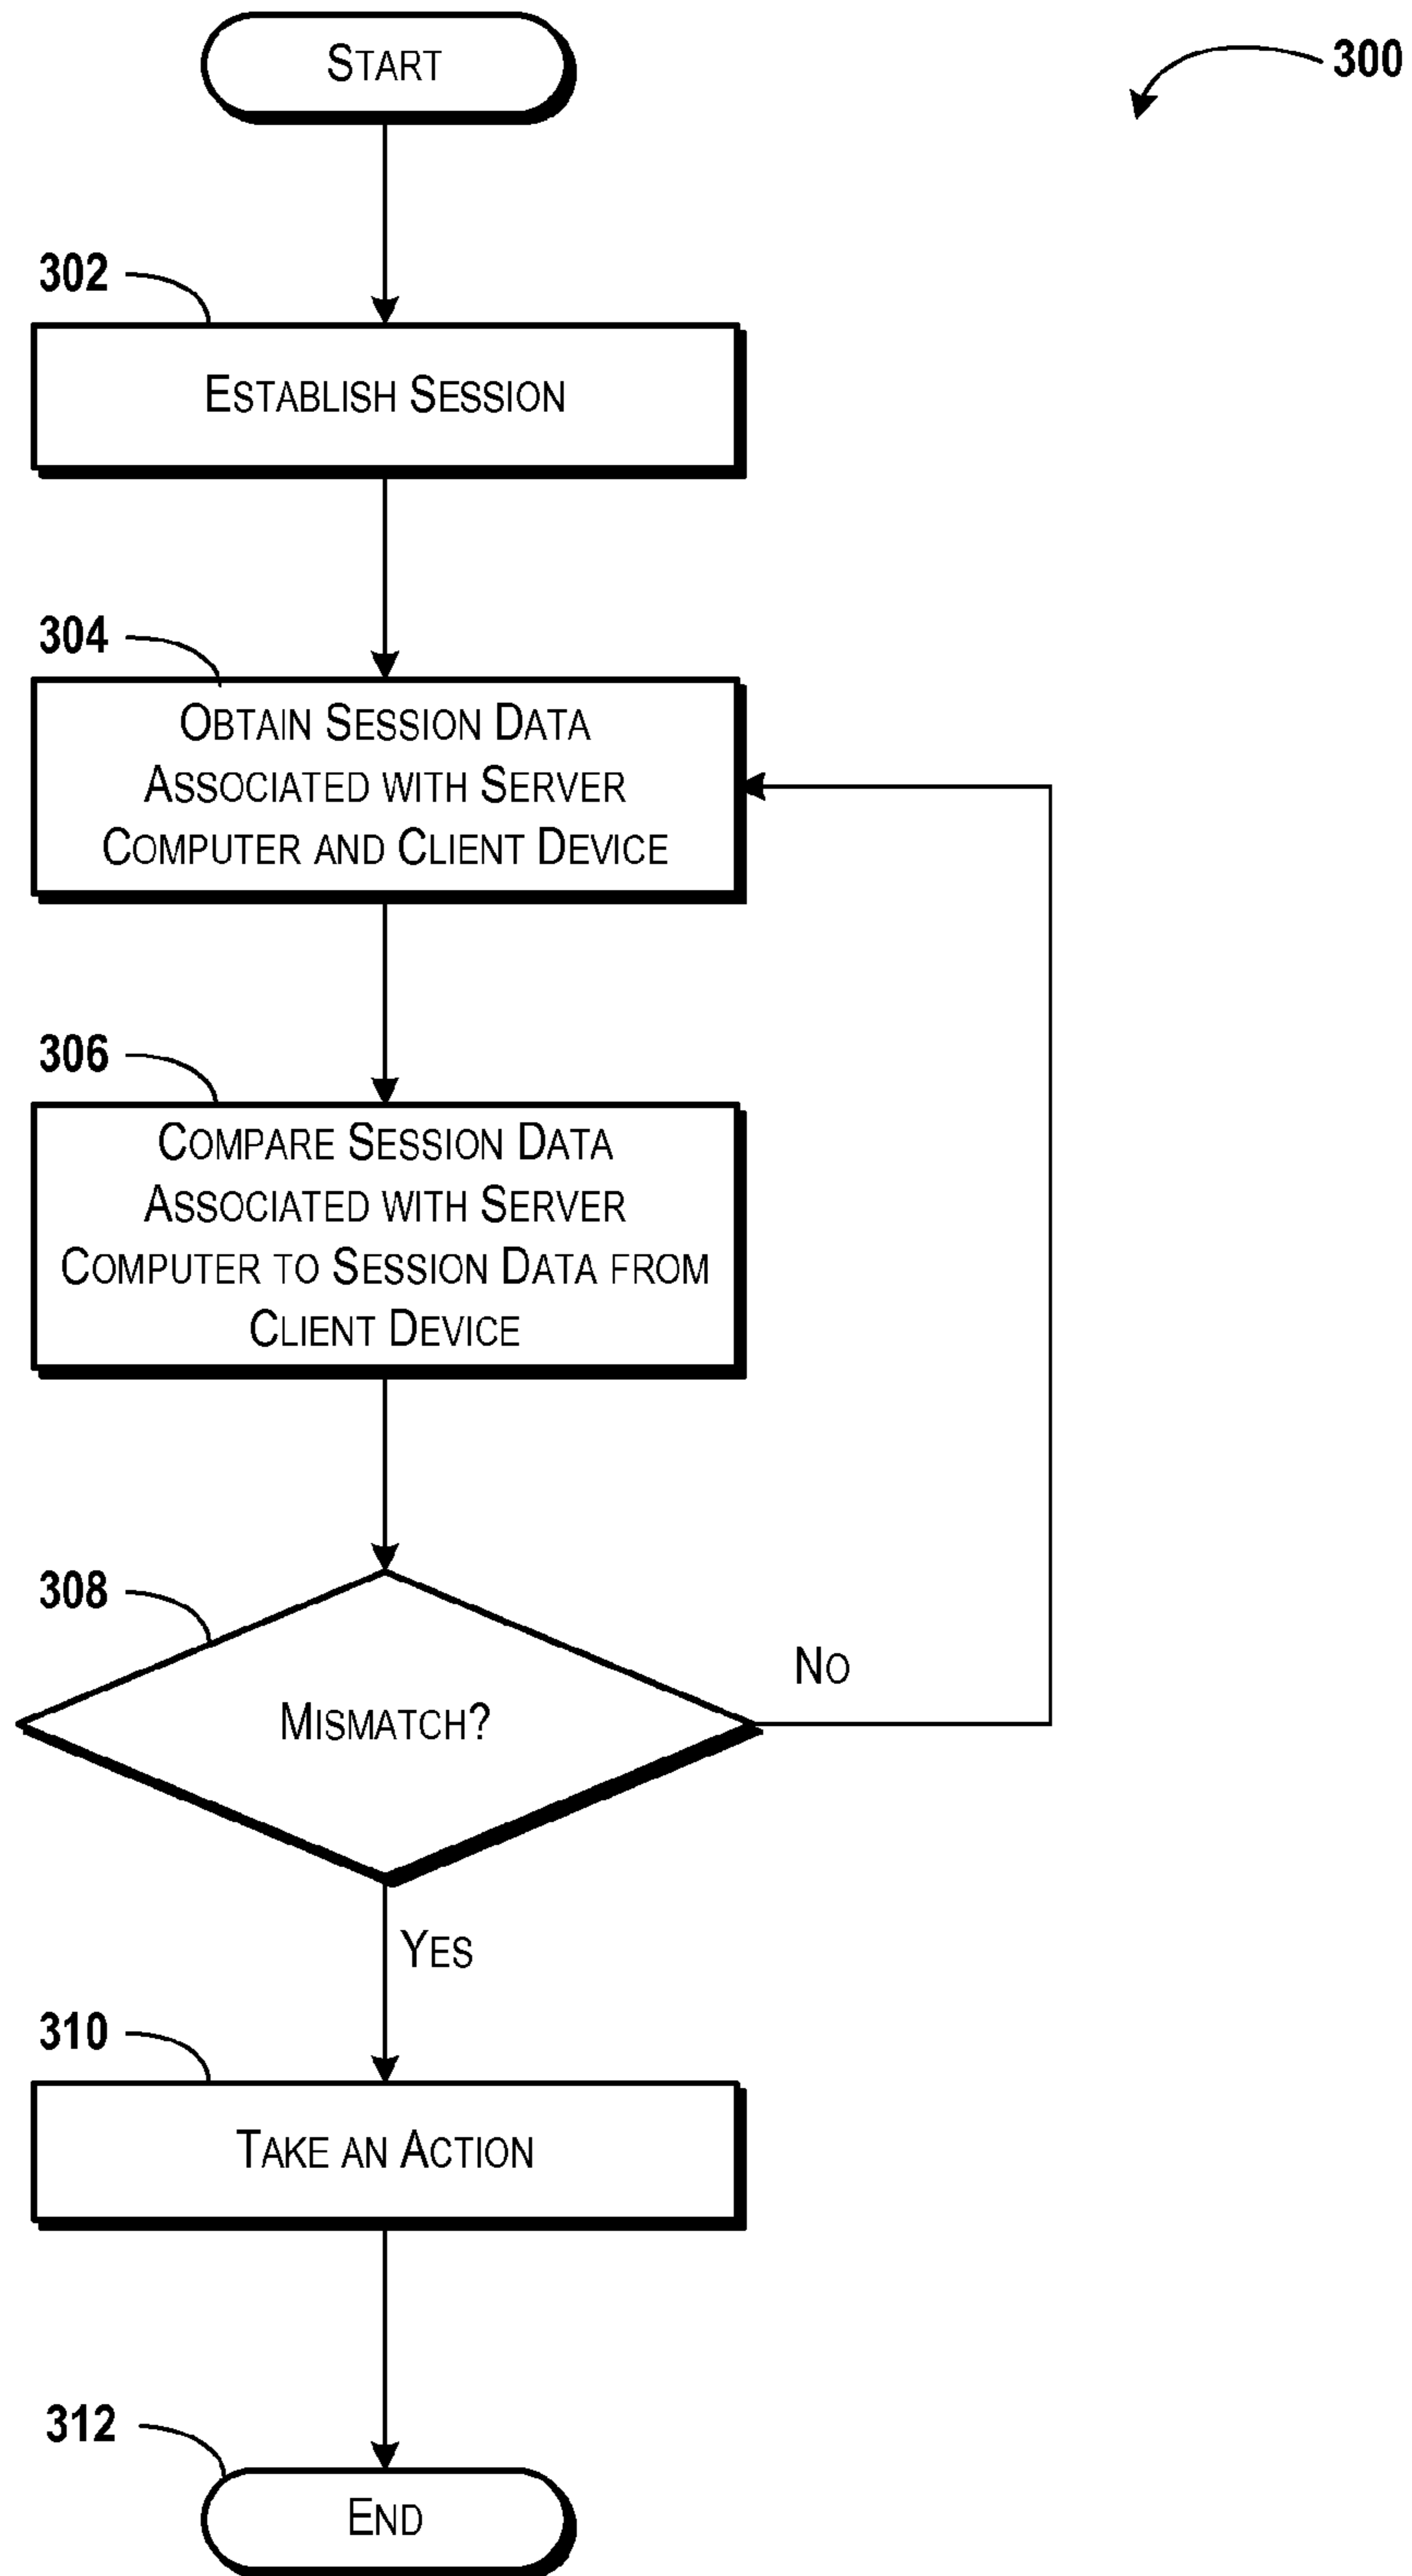 START
300
302
ESTABLISH SESSION
304
OBTAIN SESSION DATA
ASSOCIATED WITH SERVER
COMPUTER AND CLIENT DEVICE
306
COMPARE SESSION DATA
ASSOCIATED WITH SERVER
COMPUTER TO SESSION DATA FROM
CLIENT DEVICE
308
NO
MISMATCH?
YES
310
TAKE AN ACTION
312
END